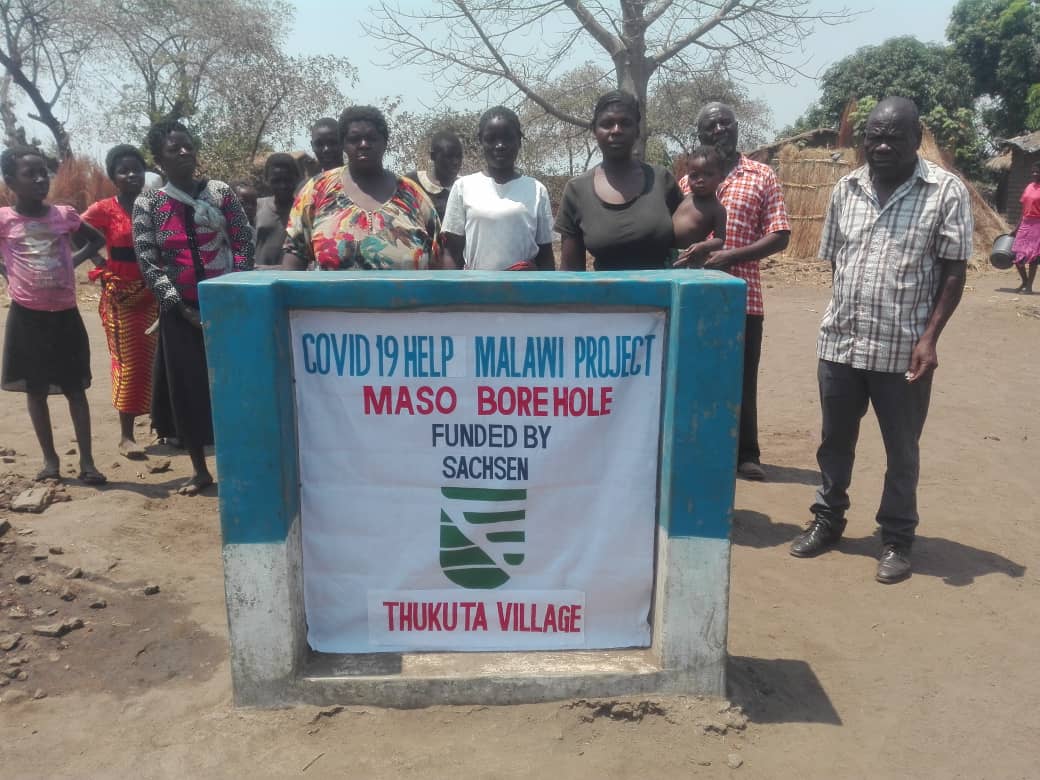 COVID 19 HELP MALAWI PROJECT
MASO BOREHOLE
FUNDED BY
SACHSEN
THUKUTA VILLAGE